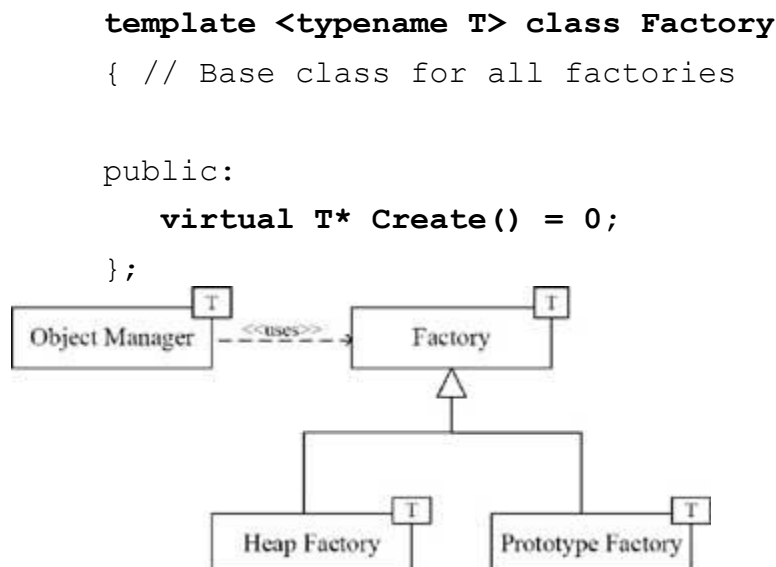 template <typename T> class Factory
{ // Base class for all factories
public:
virtual T* Create() = 0;
};
T
T
Object Manager
<<uses>>
Factory
T
T
Heap Factory
Prototype Factory